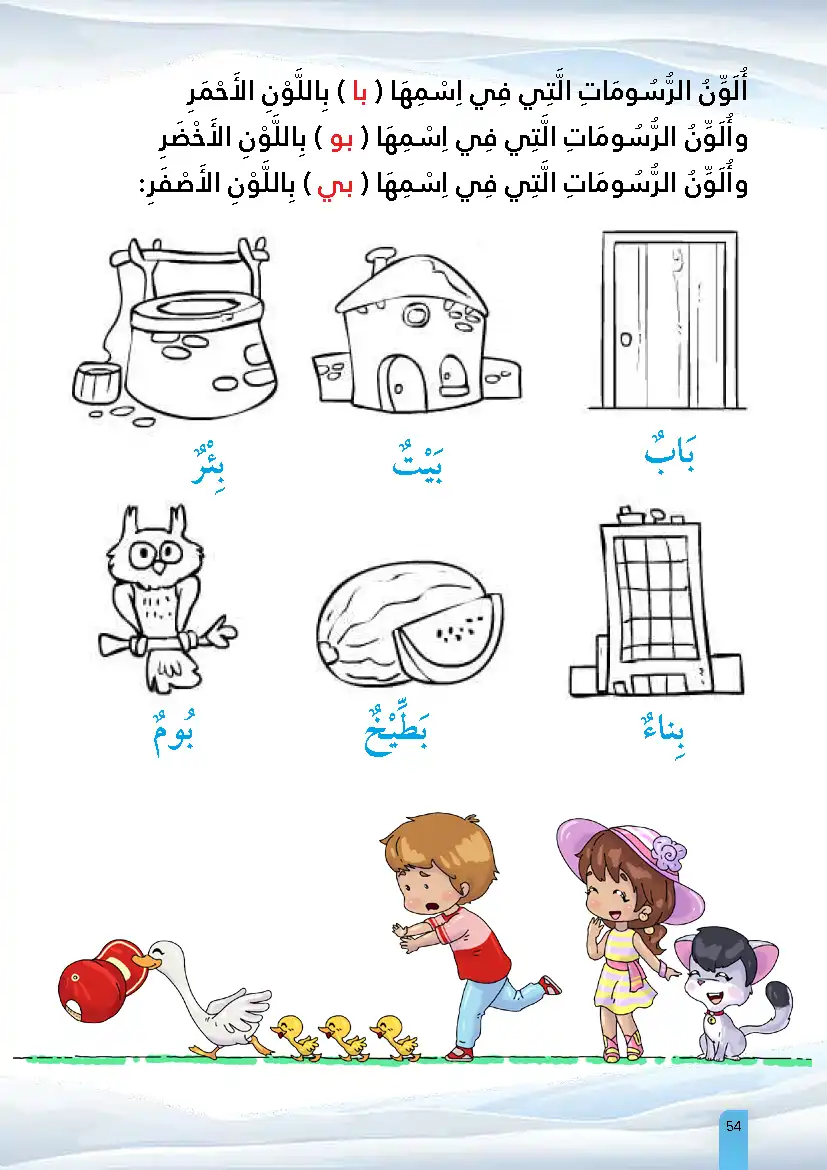 أُلَوِّنُ الرُّسُومَاتِ الَّتِي فِي اِسْمِهَا ( با ) بِاللَّوْنِ الأَحْمَرِ
وأُلَوِّنُ الرُّسُومَاتِ الَّتِي فِي اِسْمِهَا ( بو ) بِاللَّوْنِ الأَخْضَرِ
وأُلَوِّنُ الرُّسُومَاتِ الَّتِي فِي اِسْمِهَا ( بي ) بِاللَّوْنِ الأَصْفَرِ:
بَابٌ بَيْتٌ بِئْرٌ
بِناءٌ بَطِّيْخٌ بُومٌ
54